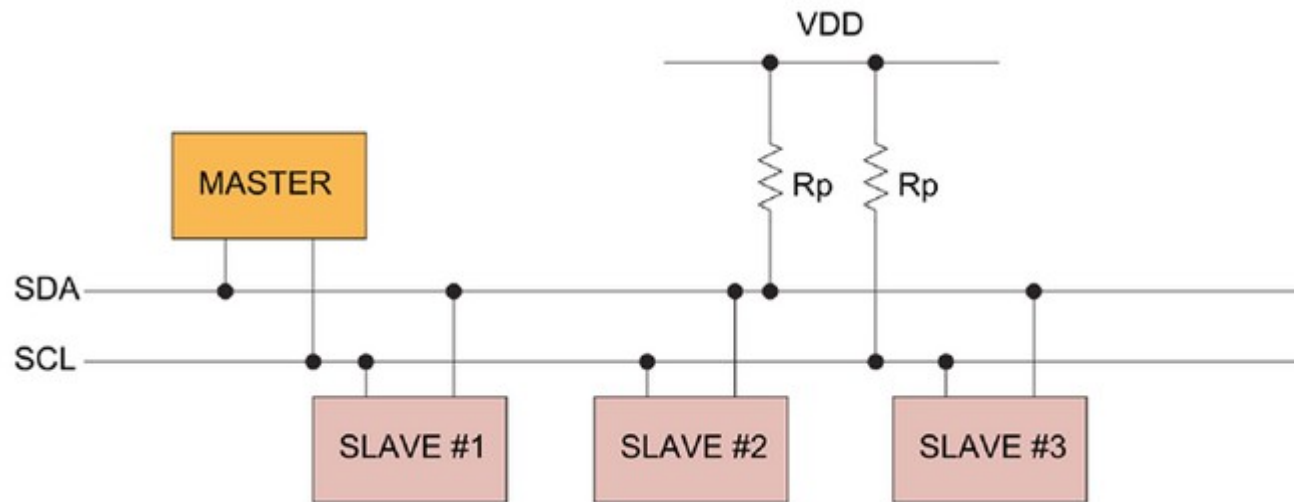 VDD
MASTER
Rp
Rp
SDA
SCL
SLAVE #1
SLAVE #2
SLAVE #3